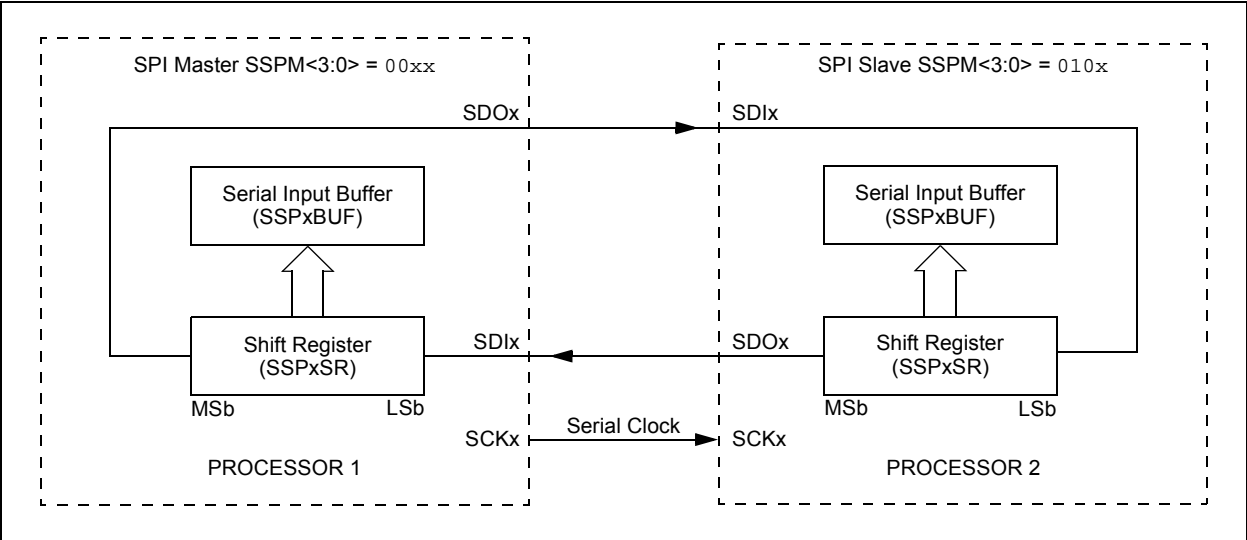 SPI Master SSPM<3:0> = 00xx
SDOx
Serial Input Buffer
(SSPxBUF)
Shift Register
(SSPxSR)
MSb
LSb
SDIx
SCKx
PROCESSOR 1
Serial Clock
SPI Slave SSPM<3:0> = 010x
SDIx
Serial Input Buffer
(SSPxBUF)
SDOx
Shift Register
(SSPxSR)
MSb
LSb
SCKx
PROCESSOR 2